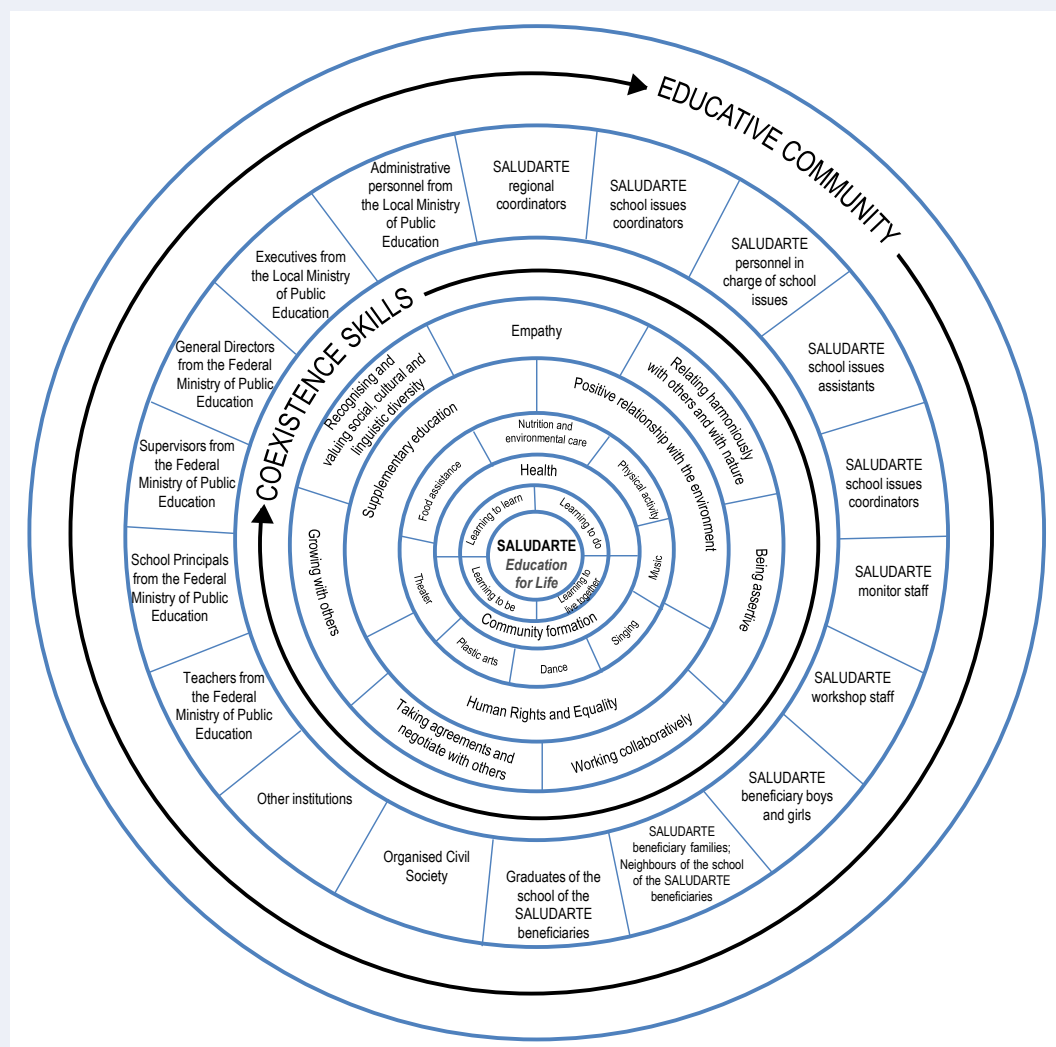 EDUCATIVE COMMUNITY
SALUDARTE
regional
coordinators
SALUDARTE
school issues
coordinators
SALUDARTE
personnel in
charge of school
issues
SALUDARTE
school issues
assistants
SALUDARTE
school issues
coordinators
SALUDARTE
monitor staff
SALUDARTE
workshop staff
SALUDARTE
beneficiary boys
and girls
SALUDARTE
beneficiary families;
Neighbours of the school
of the SALUDARTE
beneficiaries
Graduates of the
school of the
SALUDARTE
beneficiaries
Organised Civil
Society
Other institutions
Teachers from
the Federal
Ministry of Public
Education
School Principals
from the Federal
Ministry of Public
Education
Supervisors from
the Federal
Ministry of Public
Education
General Directors
from the Federal
Ministry of Public
Education
Executives from
the Local Ministry
of Public
Education
Administrative
personnel from
the Local Ministry
of Public
Education
COEXISTENCE SKILLS
Empathy
Relating harmoniously
with others and with nature
Being assertive
Working collaboratively
Taking agreements and
negotiate with others
Growing with others
Recognising and
valuing social, cultural and
linguistic diversity
Supplementary education
Positive relationship with the environment
Human Rights and Equality
Nutrition and
environmental care
Physical activity
Music
Singing
Dance
Plastic arts
Theater
Food assistance
Health
Community formation
Learning to learn
Learning to do
Learning to
live together
Learning to be
SALUDARTE
Education
for Life